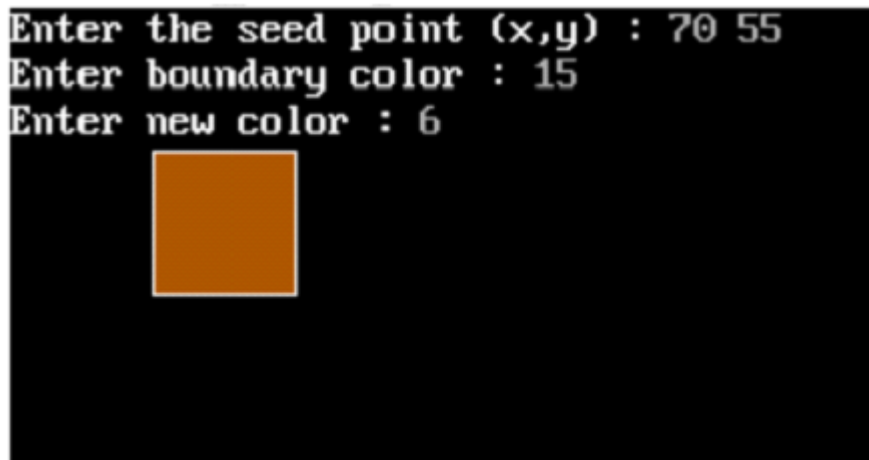 Enter the seed point (x,y) : 70 55
Enter boundary color : 15
Enter new color : 6